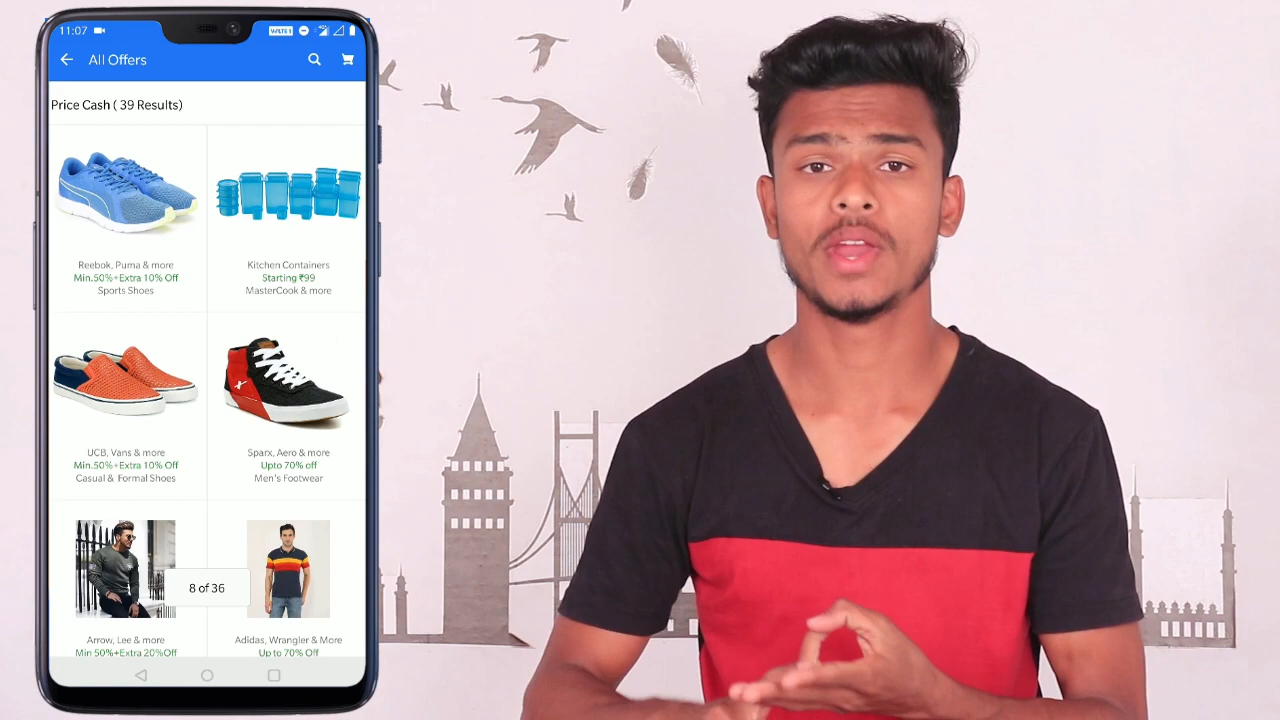 11:07
VoLTE 1
4G
All Offers
Price Cash ( 39 Results)
Reebok, Puma & more
Min.50%+Extra 10% Off
Sports Shoes
Kitchen Containers
Starting ₹99
MasterCook & more
UCB, Vans & more
Min.50%+Extra 10% Off
Casual & Formal Shoes
Sparx, Aero & more
Upto 70% off
Men's Footwear
8 of 36
Arrow, Lee & more
Min 50%+Extra 20%Off
Adidas, Wrangler & More
Up to 70% Off